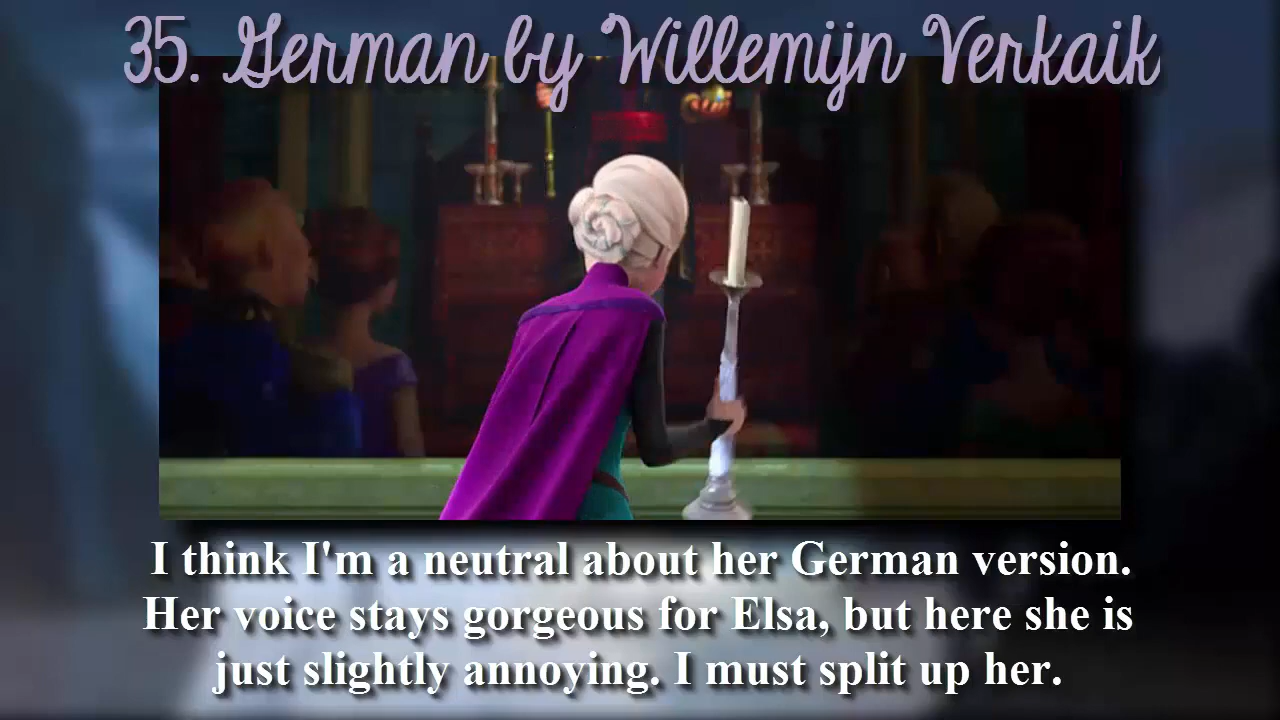 35. German by Willemijn Verkaik
I think I'm a neutral about her German version.
Her voice stays gorgeous for Elsa, but here she is
just slightly annoying. I must split up her.